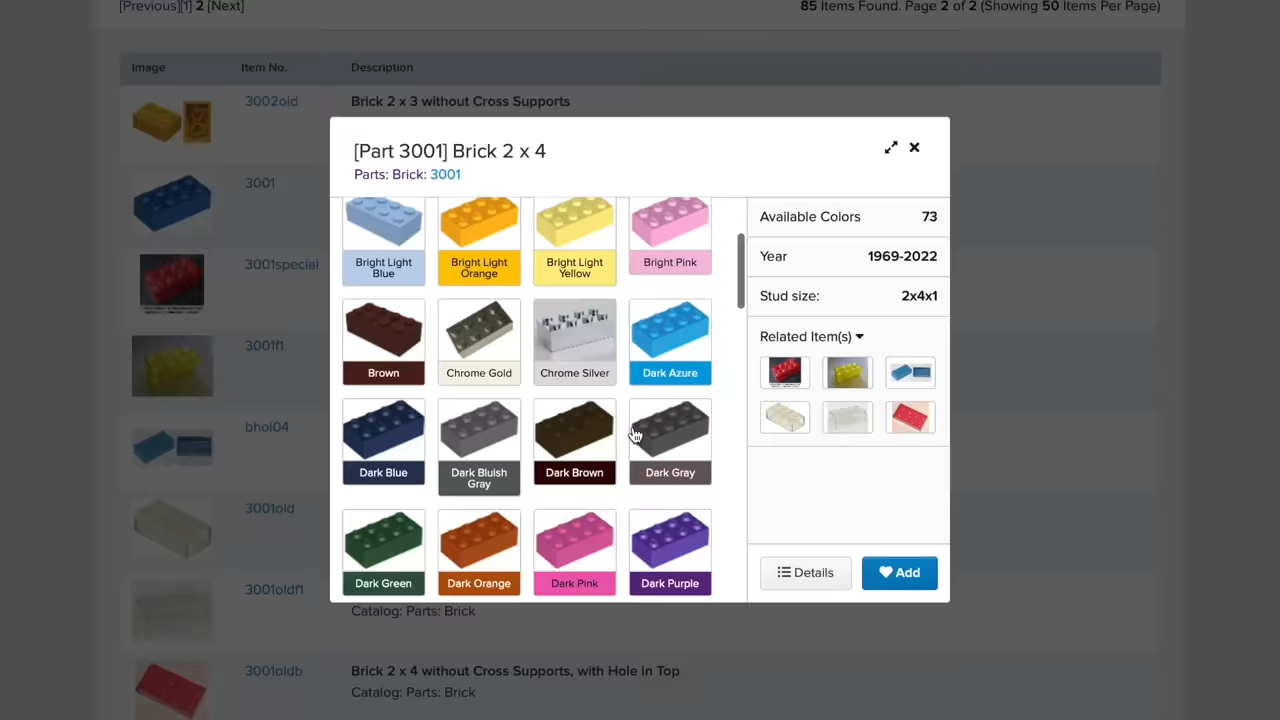 [Previous][1] 2 [Next]
85 Items Found. Page 2 of 2 (Showing 50 Items Per Page)
Image Item No. Description
3002old Brick 2 x 3 without Cross Supports
3001
3001special
3001f1
bhol04
3001old
3001oldf1
Catalog: Parts: Brick
3001oldb Brick 2 x 4 without Cross Supports, with Hole in Top
Catalog: Parts: Brick
[Part 3001] Brick 2 x 4
Parts: Brick: 3001
Bright Light
Blue
Bright Light
Orange
Bright Light
Yellow
Bright Pink
Brown
Chrome Gold
Chrome Silver
Dark Azure
Dark Blue
Dark Bluish
Gray
Dark Brown
Dark Gray
Dark Green
Dark Orange
Dark Pink
Dark Purple
Available Colors 73
Year 1969-2022
Stud size: 2x4x1
Related Item(s)
Details
Add